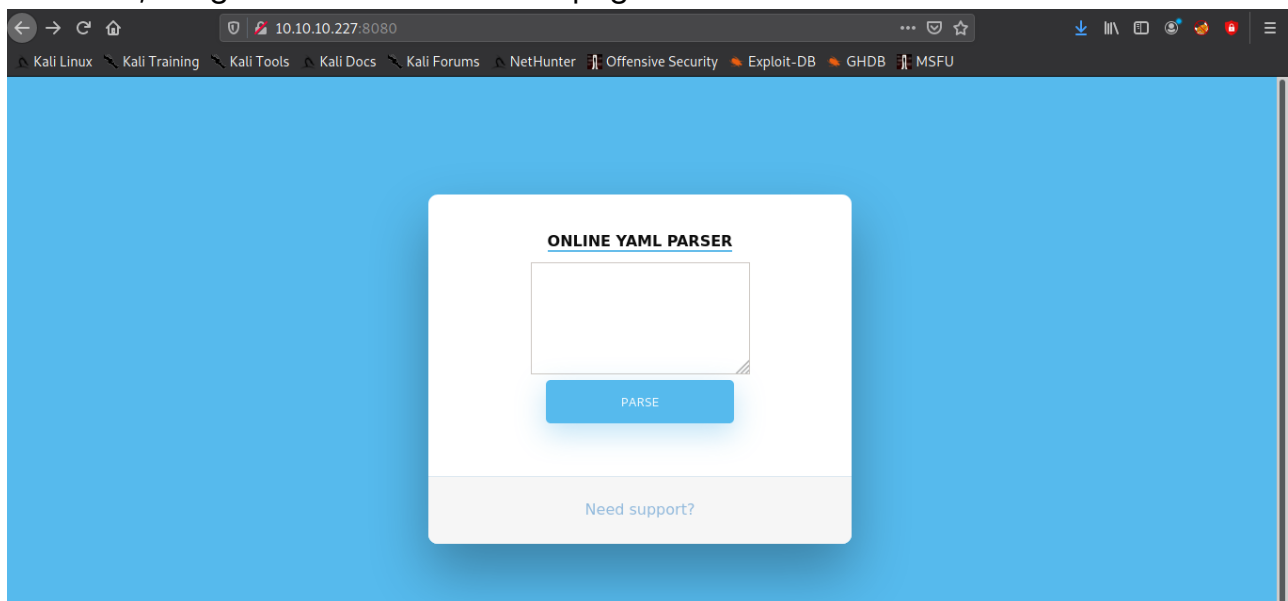 10.10.10.227:8080
Kali Linux Kali Training Kali Tools Kali Docs Kali Forums NetHunter Offensive Security Exploit-DB GHDB MSFU
ONLINE YAML PARSER
PARSE
Need support?